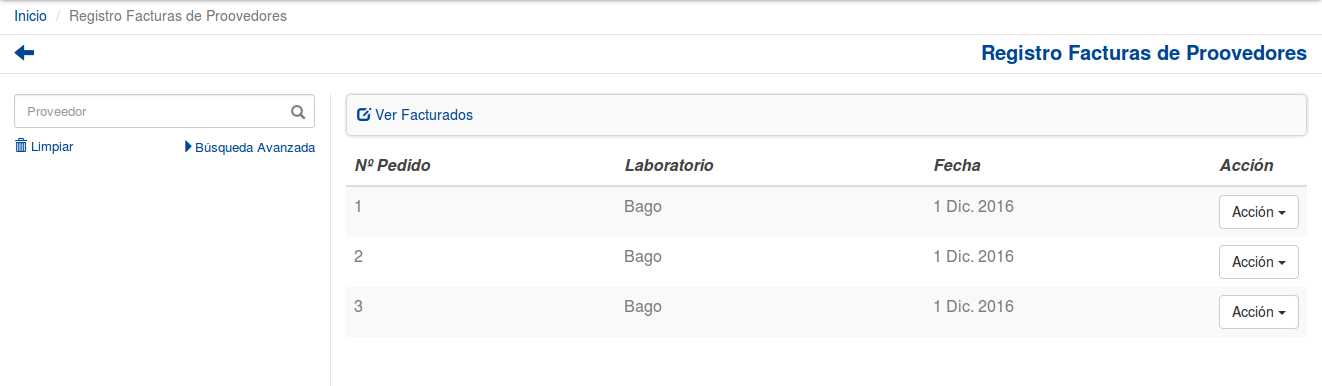 Inicio / Registro Facturas de Proovedores
Registro Facturas de Proovedores
Proveedor
Limpiar Búsqueda Avanzada
Ver Facturados
Nº Pedido Laboratorio Fecha Acción
1 Bago 1 Dic. 2016 Acción
2 Bago 1 Dic. 2016 Acción
3 Bago 1 Dic. 2016 Acción